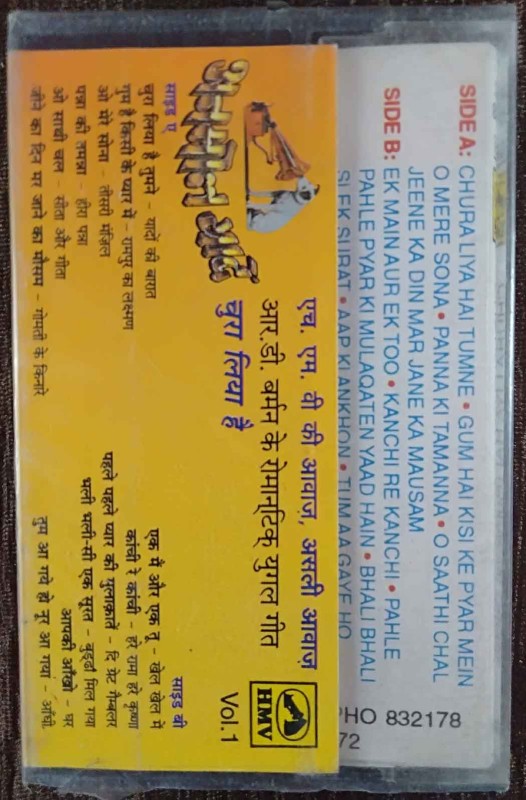 SIDE A: CHURA LIYA HAI TUMNE • GUM HAI KISI KE PYAR MEIN
O MERE SONA • PANNA KI TAMANNA • O SAATHI CHAL
JEENE KA DIN MAR JANE KA MAUSAM
SIDE B: EK MAIN AUR EK TOO • KANCHI RE KANCHI • PAHLE
PAHLE PYAR KI MULAQATEN YAAD HAIN • BHALI BHALI
SI EK SURAT • AAP KI ANKHON • TUM AA GAYE HO
PHO 832178
72
एच. एम. वी की आवाज़, असली आवाज़
आर.डी. बर्मन के रोमान्टिक युगल गीत
चुरा लिया है
HMV
Vol.1
अनमोल यादें
साइड ए
चुरा लिया है तुमने - यादों की बारात
गुम है किसी के प्यार में - रामपुर का लक्ष्मण
ओ मेरे सोना - तीसरी मंज़िल
पन्ना की तमन्ना - हीरा पन्ना
ओ साथी चल - सीता और गीता
जीने का दिन मर जाने का मौसम - गोमती के किनारे
साइड बी
एक मैं और एक तू - खेल खेल में
कांची रे कांची - हरे रामा हरे कृष्णा
पहले पहले प्यार की मुलाक़ातें - दि ग्रेट गैम्बलर
भली भली-सी एक सूरत - बुड्ढा मिल गया
आपकी आँखों - घर
तुम आ गये हो नूर आ गया - आँधी